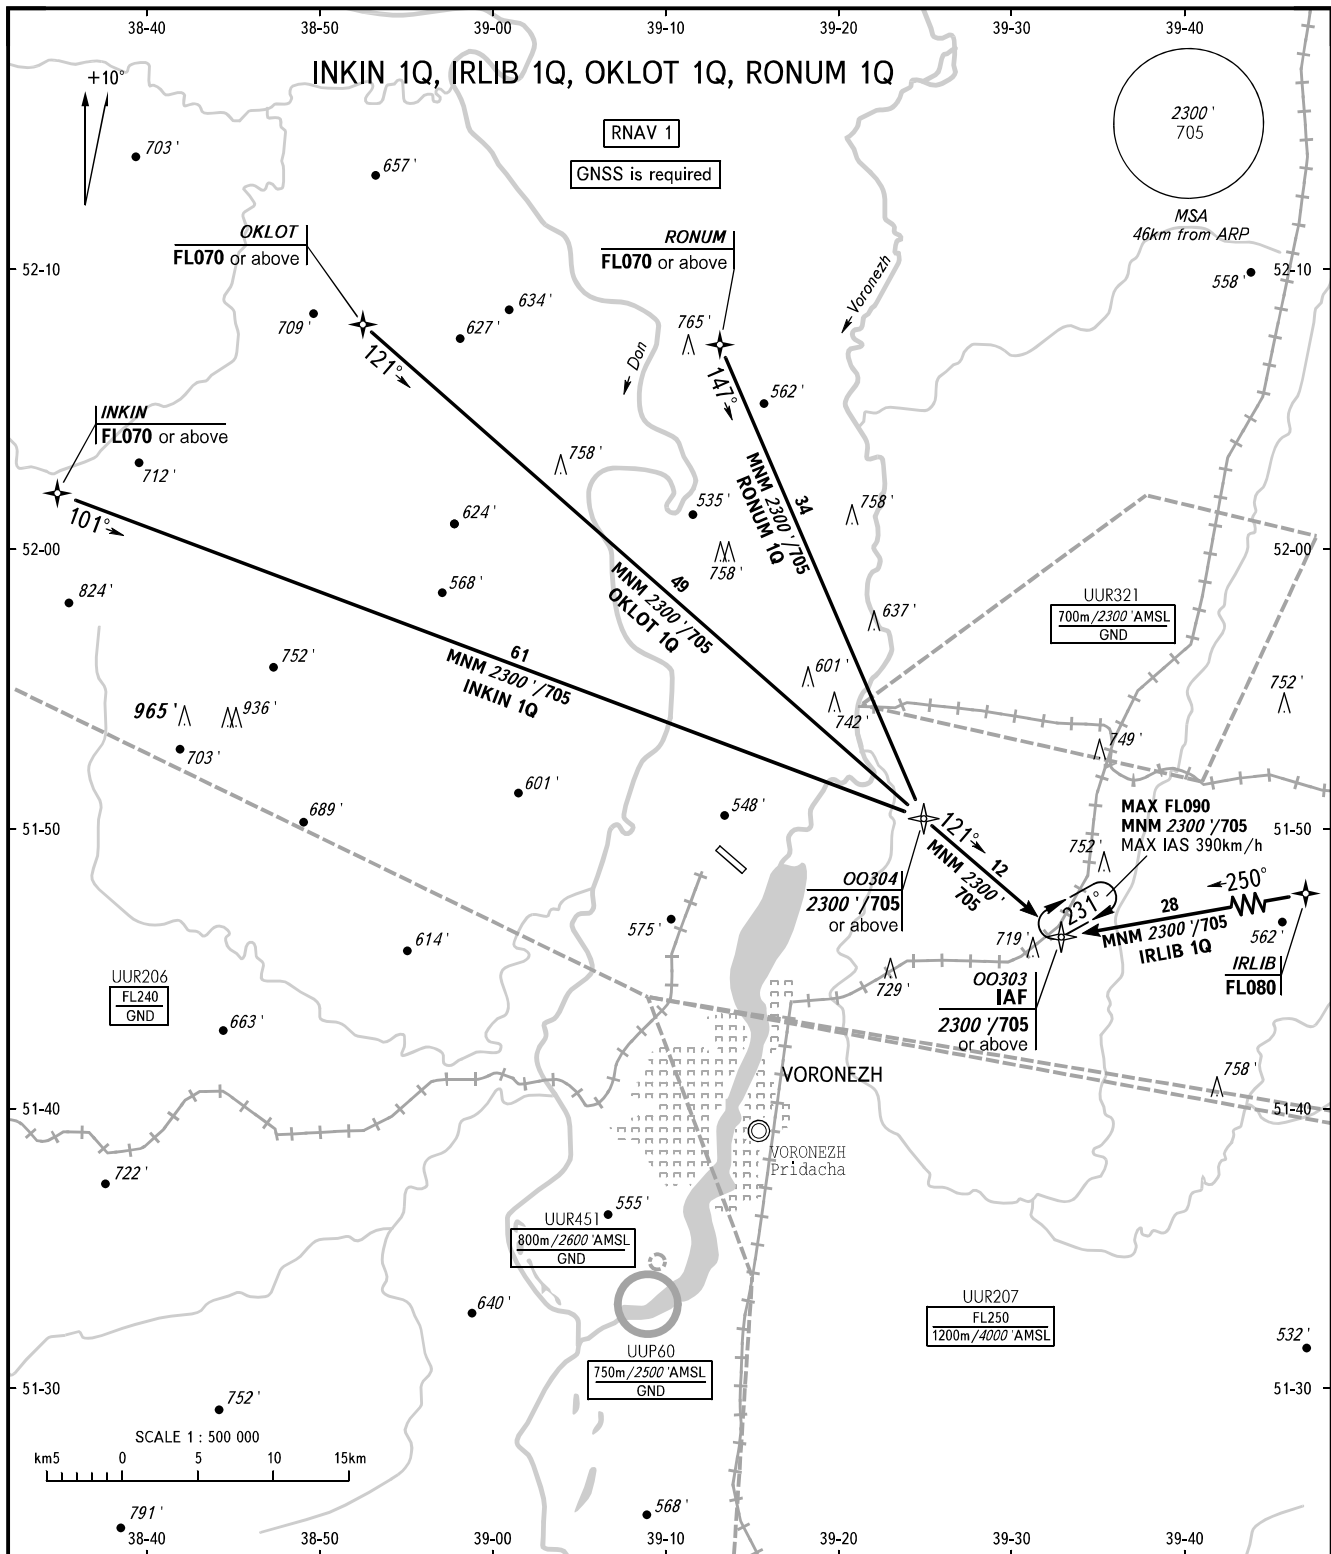 38-40
38-50
39-00
39-10
39-20
39-30
39-40
INKIN 1Q, IRLIB 1Q, OKLOT 1Q, RONUM 1Q
+10°
RNAV 1
GNSS is required
2300 '
705
MSA
46km from ARP
703 '
657 '
OKLOT
FL070 or above
RONUM
FL070 or above
Voronezh
52-10
52-10
558 '
709 '
634 '
627 '
765 '
Don
121°
147°
562 '
INKIN
FL070 or above
712 '
758 '
101°
624 '
535 '
758 '
34
MNM 2300 '/705
RONUM 1Q
52-00
52-00
758 '
824 '
568 '
49
MNM 2300 '/705
OKLOT 1Q
637 '
UUR321
700m/2300 'AMSL
GND
752 '
61
MNM 2300 '/705
INKIN 1Q
601 '
742 '
752 '
965 '
936 '
703 '
749 '
601 '
689 '
548 '
51-50
51-50
MAX FL090
MNM 2300 '/705
MAX IAS 390km/h
121°
12
MNM 2300 '
705
752 '
OO304
2300 '/705
or above
231°
250°
28
MNM 2300 '/705
IRLIB 1Q
562 '
IRLIB
FL080
575 '
614 '
719 '
729 '
OO303
IAF
2300 '/705
or above
UUR206
FL240
GND
663 '
VORONEZH
758 '
51-40
51-40
VORONEZH
Pridacha
722 '
555 '
UUR451
800m/2600 'AMSL
GND
640 '
UUR207
FL250
1200m/4000 'AMSL
532 '
UUP60
750m/2500 'AMSL
GND
51-30
51-30
752 '
SCALE 1 : 500 000
km5
0
5
10
15km
791 '
568 '
38-40
38-50
39-00
39-10
39-20
39-30
39-40